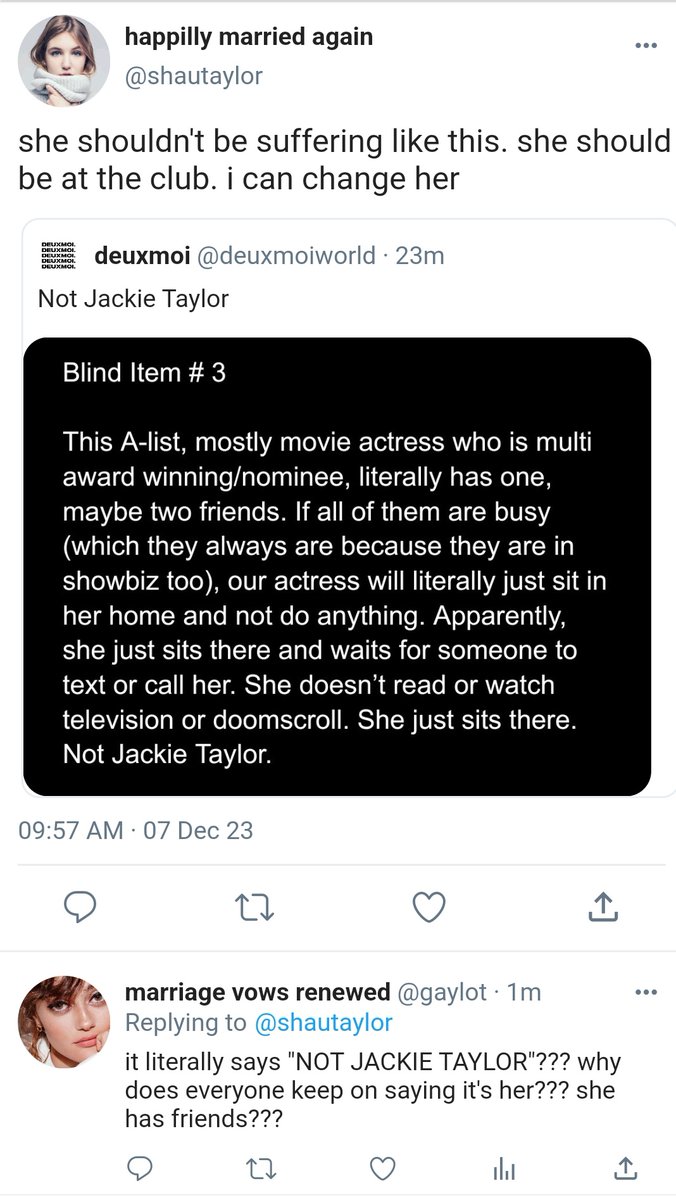 happilly married again
@shautaylor
she shouldn't be suffering like this. she should
be at the club. i can change her
DEUXMOI.
DEUXMOI.
DEUXMOI.
DEUXMOI.
DEUXMOI.
deuxmoi @deuxmoiworld · 23m
Not Jackie Taylor
Blind Item # 3
This A-list, mostly movie actress who is multi
award winning/nominee, literally has one,
maybe two friends. If all of them are busy
(which they always are because they are in
showbiz too), our actress will literally just sit in
her home and not do anything. Apparently,
she just sits there and waits for someone to
text or call her. She doesn’t read or watch
television or doomscroll. She just sits there.
Not Jackie Taylor.
09:57 AM · 07 Dec 23
marriage vows renewed @gaylot · 1m
Replying to @shautaylor
it literally says "NOT JACKIE TAYLOR"??? why
does everyone keep on saying it's her??? she
has friends???